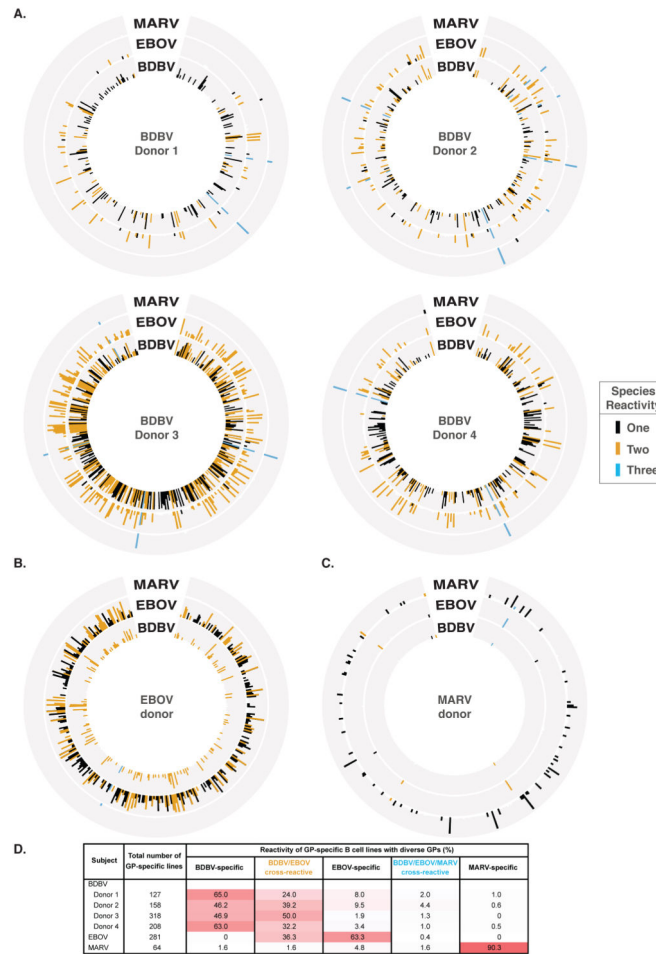 A.
MARV
EBOV
BDBV
BDBV
Donor 1
MARV
EBOV
BDBV
BDBV
Donor 2
MARV
EBOV
BDBV
BDBV
Donor 3
MARV
EBOV
BDBV
BDBV
Donor 4
Species
Reactivity
One
Two
Three
B.
MARV
EBOV
BDBV
EBOV
donor
C.
MARV
EBOV
BDBV
MARV
donor
D.
Subject Total number of GP-specific lines Reactivity of GP-specific B cell lines with diverse GPs (%)
BDBV-specific BDBV/EBOV cross-reactive EBOV-specific BDBV/EBOV/MARV cross-reactive MARV-specific
BDBV
Donor 1 127 65.0 24.0 8.0 2.0 1.0
Donor 2 158 46.2 39.2 9.5 4.4 0.6
Donor 3 318 46.9 50.0 1.9 1.3 0
Donor 4 208 63.0 32.2 3.4 1.0 0.5
EBOV 281 0 36.3 63.3 0.4 0
MARV 64 1.6 1.6 4.8 1.6 90.3